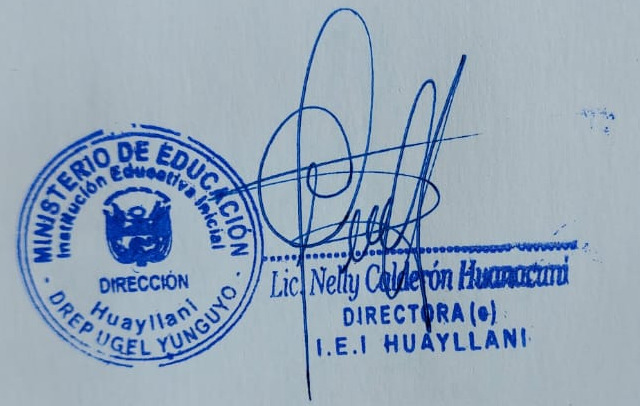 MINISTERIO DE EDUCACIÓN
Institución Educativa Inicial
DIRECCIÓN
Huayllani
- DREP UGEL YUNGUYO -
Lic. Nelly Calderón Huanacuni
DIRECTORA (e)
I.E.I HUAYLLANI